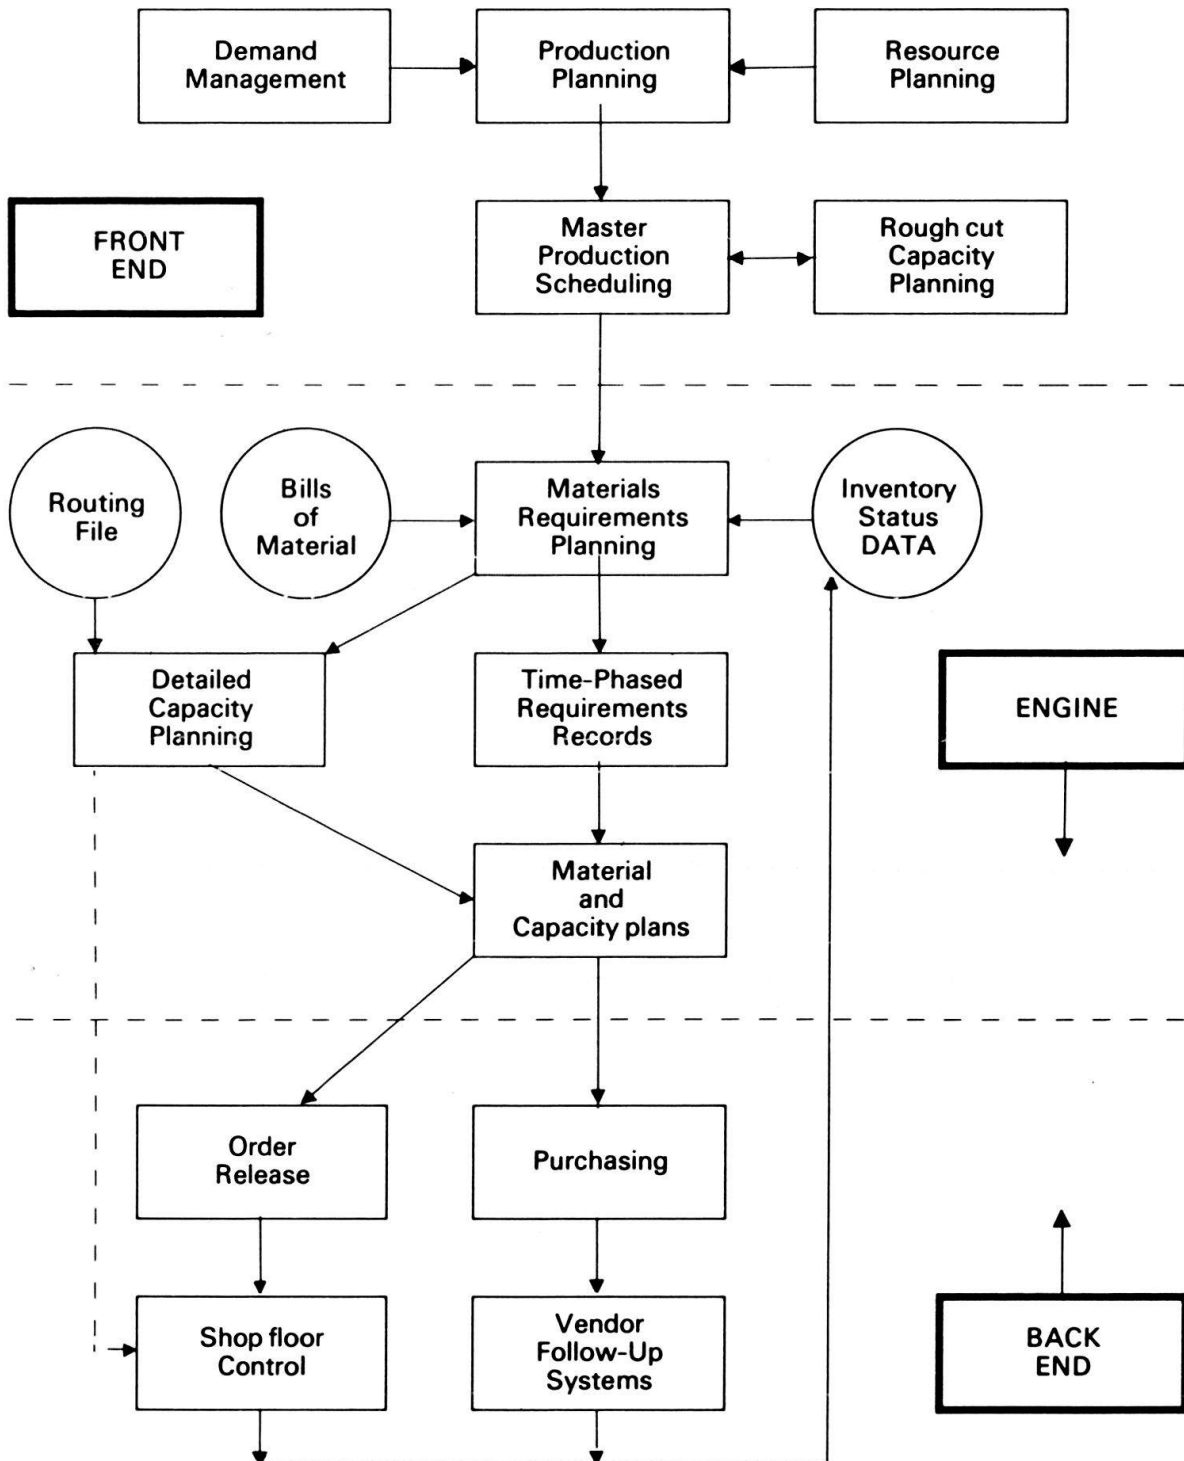 Demand
Management
Production
Planning
Resource
Planning
FRONT
END
Master
Production
Scheduling
Rough cut
Capacity
Planning
Routing
File
Bills
of
Material
Materials
Requirements
Planning
Inventory
Status
DATA
Detailed
Capacity
Planning
Time-Phased
Requirements
Records
ENGINE
Material
and
Capacity plans
Order
Release
Purchasing
Shop floor
Control
Vendor
Follow-Up
Systems
BACK
END